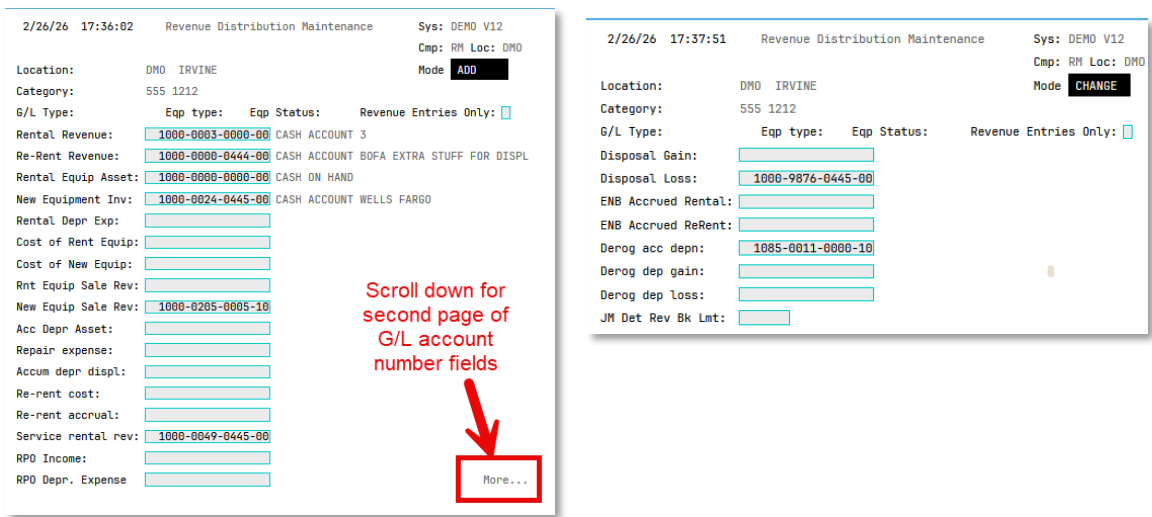 2/26/26 17:36:02 Revenue Distribution Maintenance Sys: DEMO V12
Cmp: RM Loc: DMO
Location: DMO IRVINE Mode ADD
Category: 555 1212
G/L Type: Eqp type: Eqp Status: Revenue Entries Only:
Rental Revenue: 1000-0003-0000-00 CASH ACCOUNT 3
Re-Rent Revenue: 1000-0000-0444-00 CASH ACCOUNT BOFA EXTRA STUFF FOR DISPL
Rental Equip Asset: 1000-0000-0000-00 CASH ON HAND
New Equipment Inv: 1000-0024-0445-00 CASH ACCOUNT WELLS FARGO
Rental Depr Exp:
Cost of Rent Equip:
Cost of New Equip:
Rnt Equip Sale Rev:
New Equip Sale Rev: 1000-0205-0005-10
Acc Depr Asset:
Repair expense:
Accum depr displ:
Re-rent cost:
Re-rent accrual:
Service rental rev: 1000-0049-0445-00
RPO Income:
RPO Depr. Expense More...
Scroll down for
second page of
G/L account
number fields
2/26/26 17:37:51 Revenue Distribution Maintenance Sys: DEMO V12
Cmp: RM Loc: DMO
Location: DMO IRVINE Mode CHANGE
Category: 555 1212
G/L Type: Eqp type: Eqp Status: Revenue Entries Only:
Disposal Gain:
Disposal Loss: 1000-9876-0445-00
ENB Accrued Rental:
ENB Accrued ReRent:
Derog acc depn: 1085-0011-0000-10
Derog dep gain:
Derog dep loss:
JM Det Rev Bk Lmt: